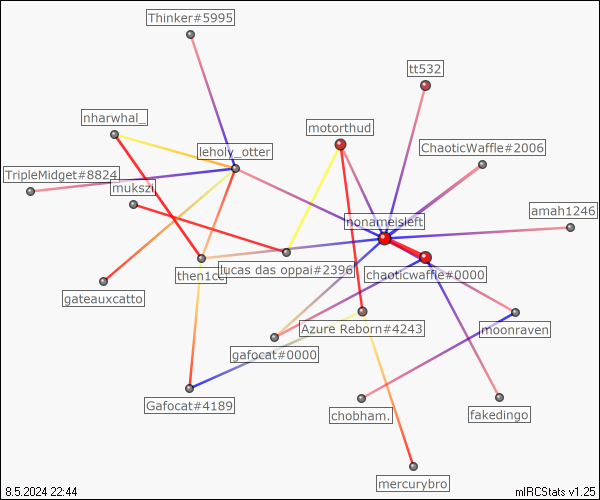 Thinker#5995
tt532
nharwhal_
motorthud
leholy_otter
ChaoticWaffle#2006
TripleMidget#8824
mukszi
amah1246
nonameisleft
then1ce
lucas das oppai#2396
chaoticwaffle#0000
gateauxcatto
Azure Reborn#4243
moonraven
gafocat#0000
Gafocat#4189
chobham.
fakedingo
mercurybro
8.5.2024 22:44
mIRCStats v1.25